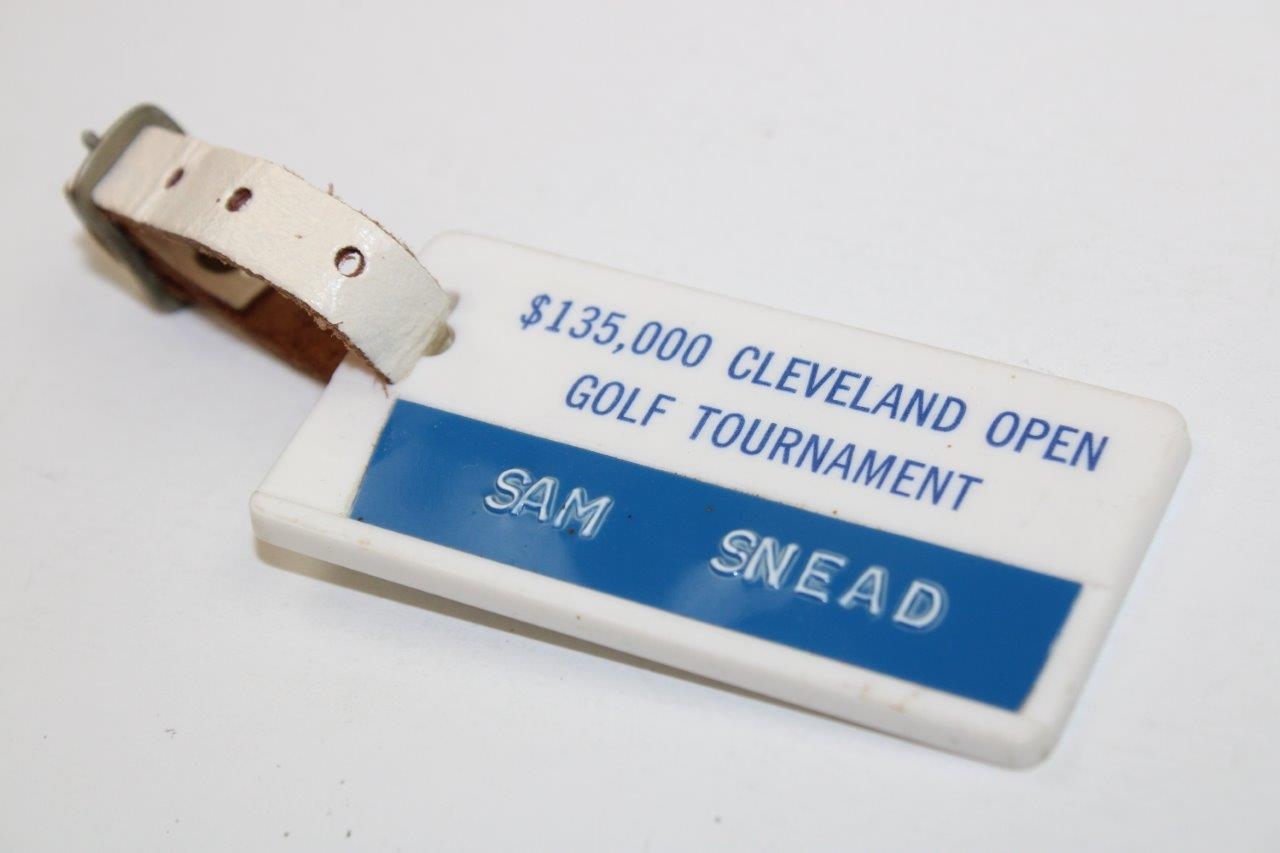 $135,000 CLEVELAND OPEN
GOLF TOURNAMENT
SAM SNEAD